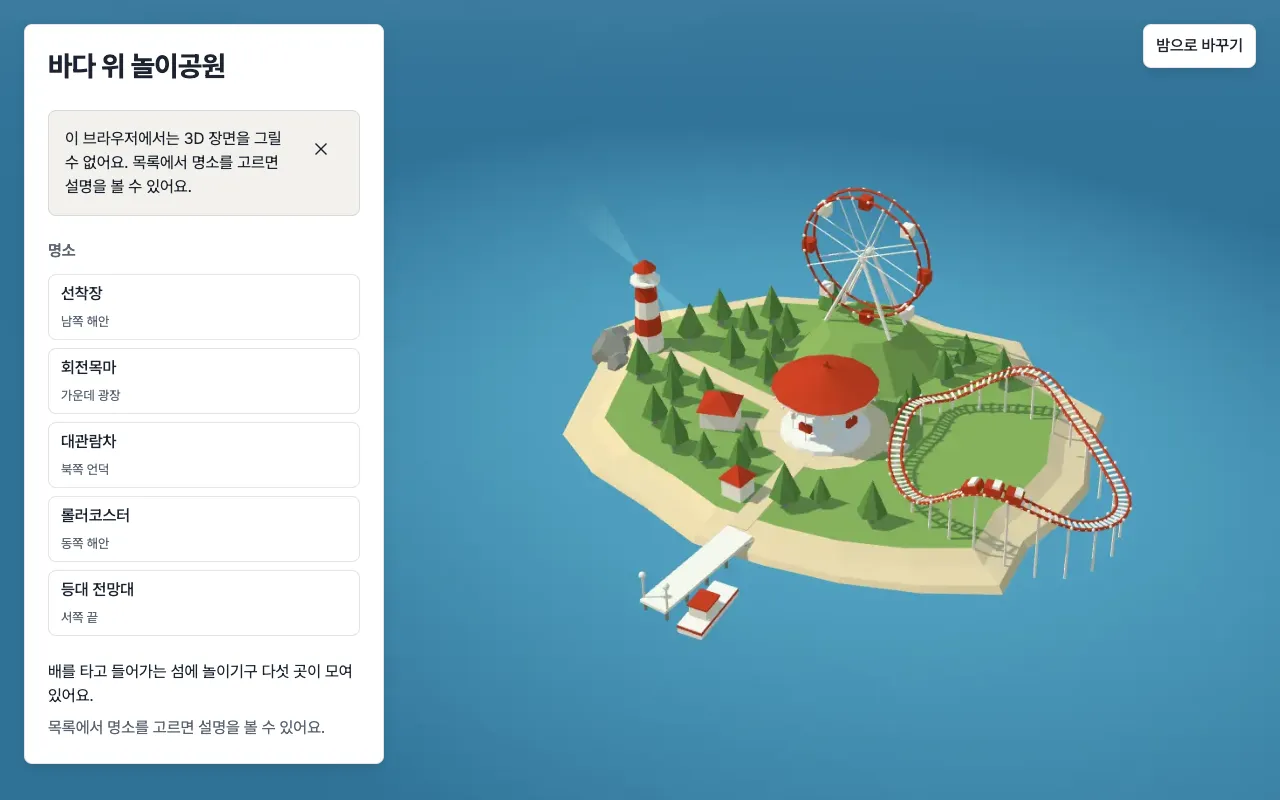 바다 위 놀이공원
밤으로 바꾸기
이 브라우저에서는 3D 장면을 그릴
수 없어요. 목록에서 명소를 고르면
설명을 볼 수 있어요.
명소
선착장
남쪽 해안
회전목마
가운데 광장
대관람차
북쪽 언덕
롤러코스터
동쪽 해안
등대 전망대
서쪽 끝
배를 타고 들어가는 섬에 놀이기구 다섯 곳이 모여
있어요.
목록에서 명소를 고르면 설명을 볼 수 있어요.